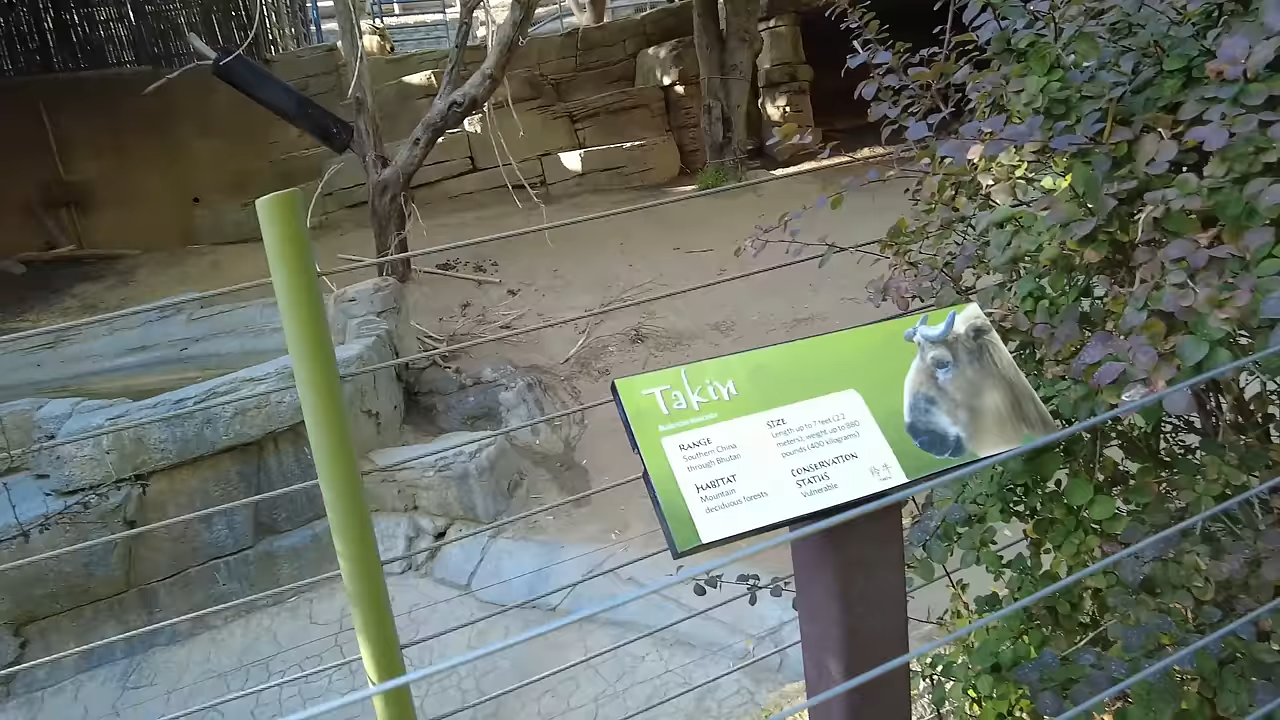 Takin
RANGE
Southern China
through Bhutan
HABITAT
Mountain
deciduous forests
SIZE
Length up to 7 feet (2.2
meters), weight up to 880
pounds (400 kilograms)
CONSERVATION
STATUS
Vulnerable